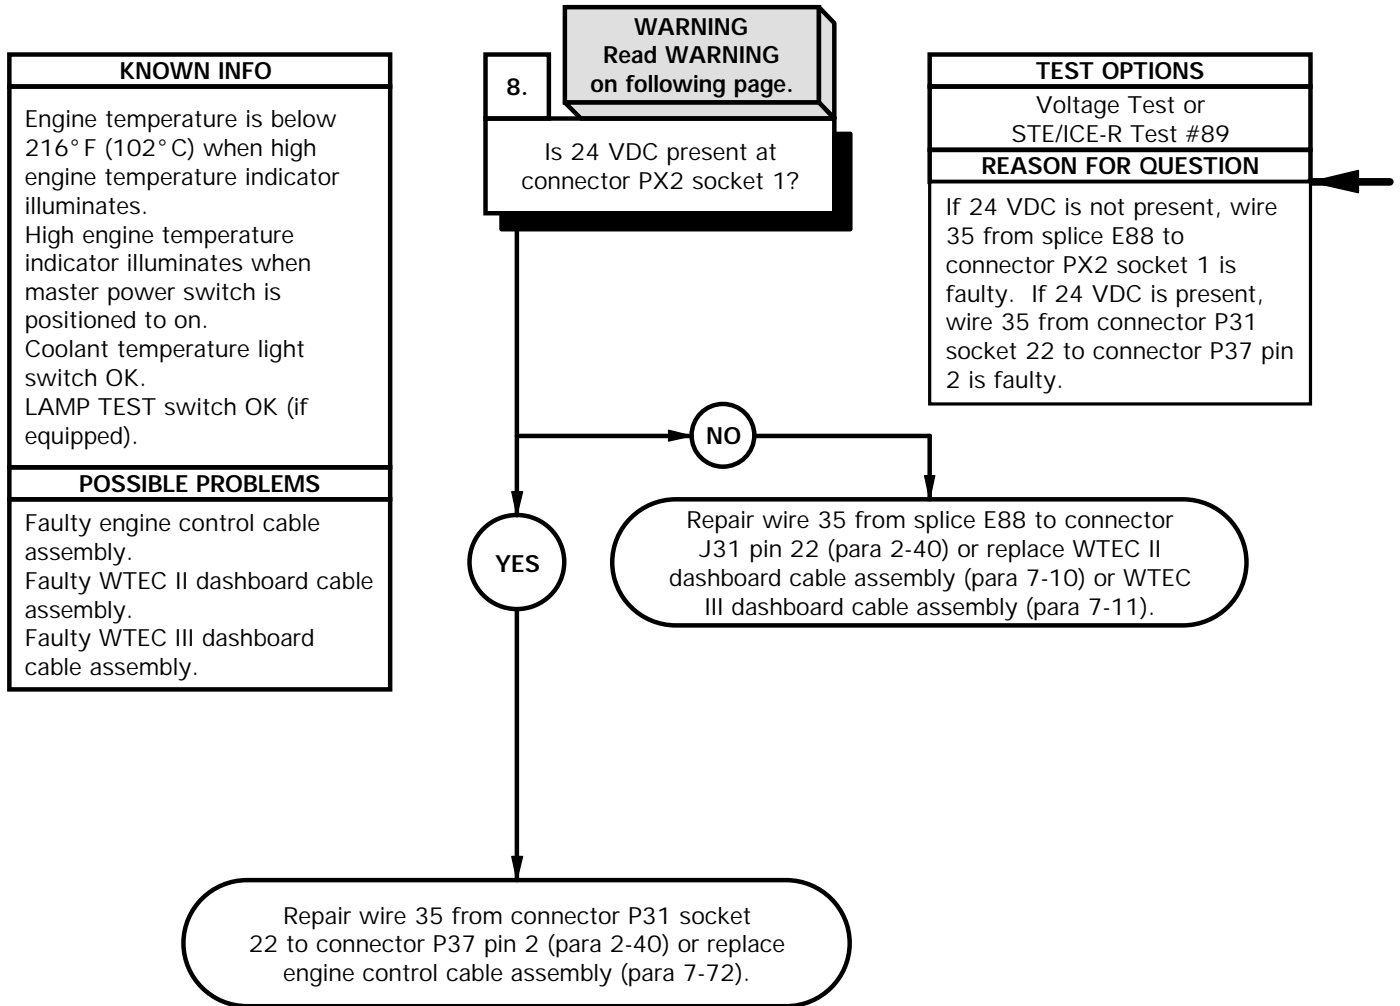 KNOWN INFO
Engine temperature is below
216° F (102° C) when high
engine temperature indicator
illuminates.
High engine temperature
indicator illuminates when
master power switch is
positioned to on.
Coolant temperature light
switch OK.
LAMP TEST switch OK (if
equipped).
POSSIBLE PROBLEMS
Faulty engine control cable
assembly.
Faulty WTEC II dashboard cable
assembly.
Faulty WTEC III dashboard
cable assembly.
WARNING
Read WARNING
on following page.
8.
Is 24 VDC present at
connector PX2 socket 1?
TEST OPTIONS
Voltage Test or
STE/ICE-R Test #89
REASON FOR QUESTION
If 24 VDC is not present, wire
35 from splice E88 to
connector PX2 socket 1 is
faulty. If 24 VDC is present,
wire 35 from connector P31
socket 22 to connector P37 pin
2 is faulty.
NO
Repair wire 35 from splice E88 to connector
J31 pin 22 (para 2-40) or replace WTEC II
dashboard cable assembly (para 7-10) or WTEC
III dashboard cable assembly (para 7-11).
YES
Repair wire 35 from connector P31 socket
22 to connector P37 pin 2 (para 2-40) or replace
engine control cable assembly (para 7-72).